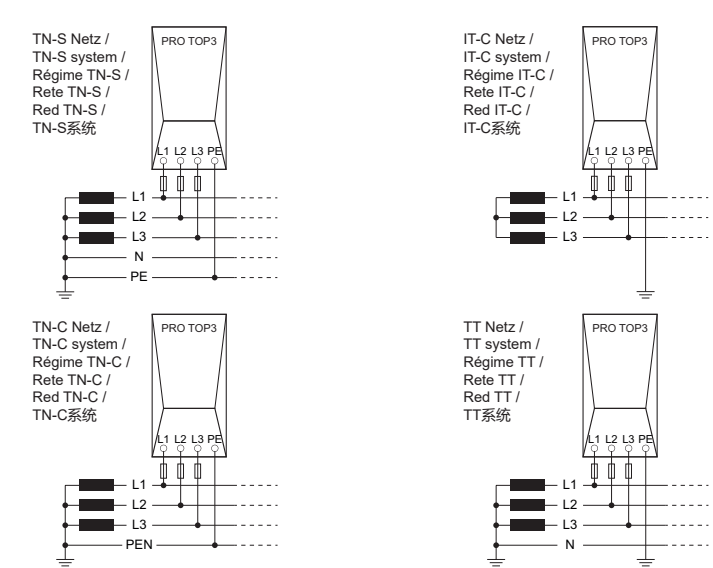 TN-S Netz /
TN-S system /
Régime TN-S /
Rete TN-S /
Red TN-S /
TN-S系统
PRO TOP3
L1 L2 L3 PE
L1
L2
L3
N
PE
IT-C Netz /
IT-C system /
Régime IT-C /
Rete IT-C /
Red IT-C /
IT-C系统
PRO TOP3
L1 L2 L3 PE
L1
L2
L3
TN-C Netz /
TN-C system /
Régime TN-C /
Rete TN-C /
Red TN-C /
TN-C系统
PRO TOP3
L1 L2 L3 PE
L1
L2
L3
PEN
TT Netz /
TT system /
Régime TT /
Rete TT /
Red TT /
TT系统
PRO TOP3
L1 L2 L3 PE
L1
L2
L3
N